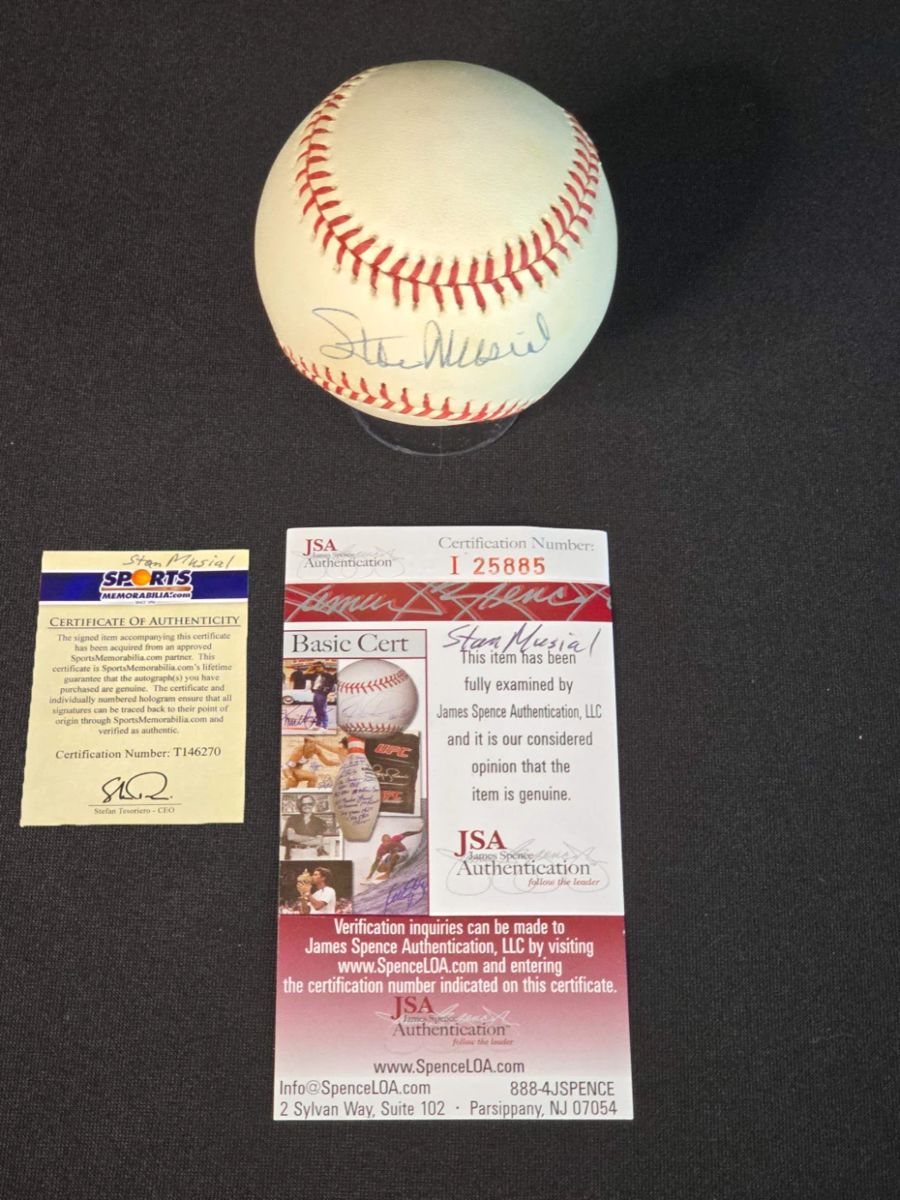 Stan Musial
Stan Musial
SPORTS
MEMORABILIA.com
CERTIFICATE OF AUTHENTICITY
The signed item accompanying this certificate
has been acquired from an approved
SportsMemorabilia.com partner. This
certificate is SportsMemorabilia.com's lifetime
guarantee that the autograph(s) you have
purchased are genuine. The certificate and
individually numbered hologram ensure that all
signatures can be traced back to their point of
origin through SportsMemorabilia.com and
verified as authentic.
Certification Number: T146270
Stefan Tesoriero - CEO
JSA
James Spence
Authentication
Certification Number:
I 25885
Basic Cert
Stan Musial
This item has been
fully examined by
James Spence Authentication, LLC
and it is our considered
opinion that the
item is genuine.
UFC
JSA
James Spence
Authentication
follow the leader
Verification inquiries can be made to
James Spence Authentication, LLC by visiting
www.SpenceLOA.com and entering
the certification number indicated on this certificate.
JSA
James Spence
Authentication™
follow the leader
www.SpenceLOA.com
Info@SpenceLOA.com 888-4JSPENCE
2 Sylvan Way, Suite 102 · Parsippany, NJ 07054